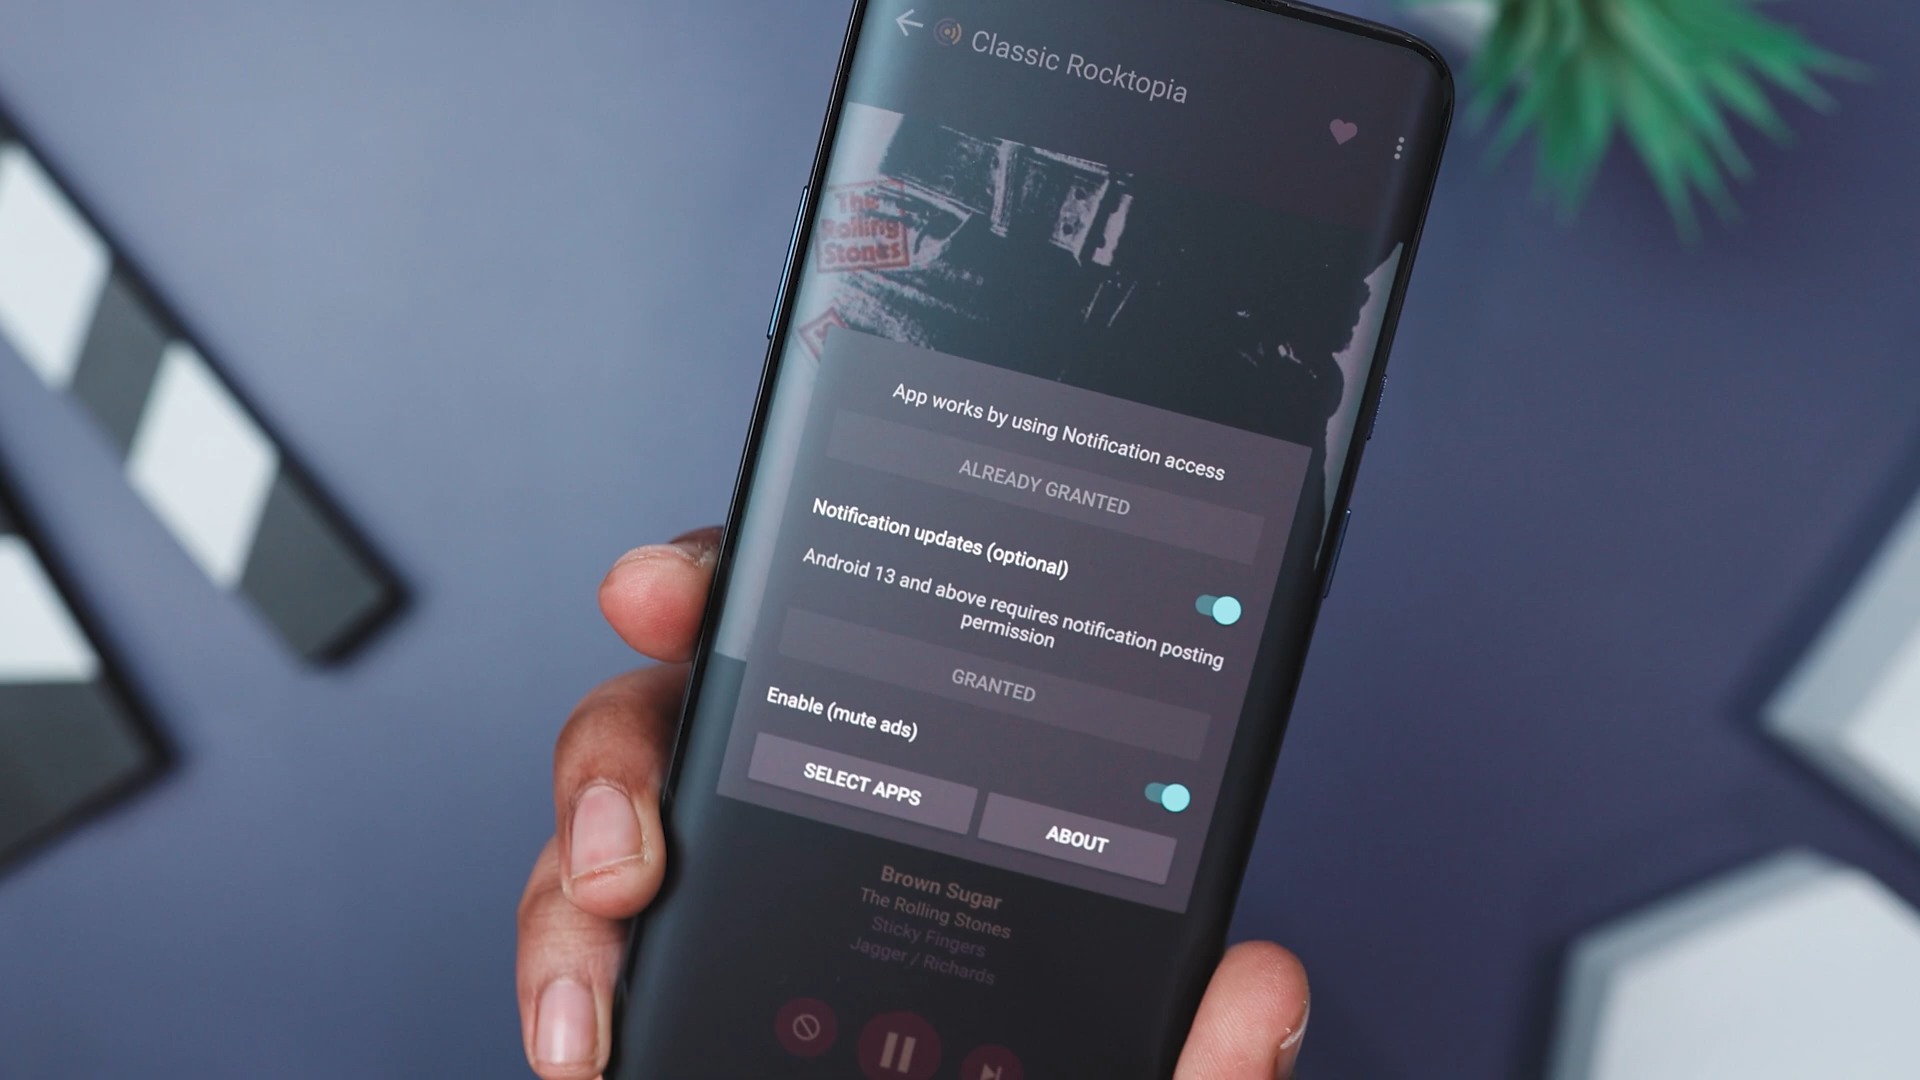 Classic Rocktopia
The
Rolling
Stones
App works by using Notification access
ALREADY GRANTED
Notification updates (optional)
Android 13 and above requires notification posting
permission
GRANTED
Enable (mute ads)
SELECT APPS
ABOUT
Brown Sugar
The Rolling Stones
Sticky Fingers
Jagger / Richards